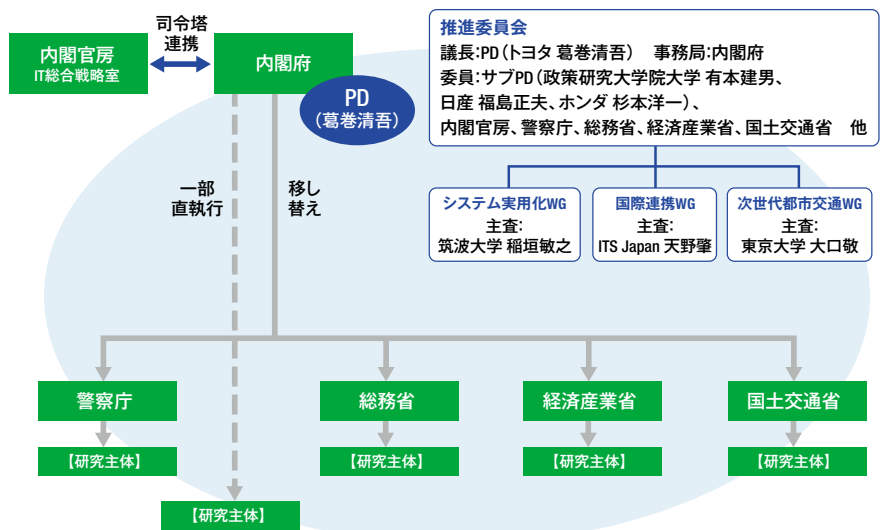 司令塔
連携
内閣官房
IT総合戦略室
内閣府
PD
(葛巻清吾)
推進委員会
議長:PD(トヨタ 葛巻清吾) 事務局:内閣府
委員:サブPD(政策研究大学院大学 有本建男、
日産 福島正夫、ホンダ 杉本洋一)、
内閣官房、警察庁、総務省、経済産業省、国土交通省 他
システム実用化WG
主査:
筑波大学 稲垣敏之
国際連携WG
主査:
ITS Japan 天野肇
次世代都市交通WG
主査:
東京大学 大口敬
一部
直執行
移し
替え
警察庁
総務省
経済産業省
国土交通省
【研究主体】
【研究主体】
【研究主体】
【研究主体】
【研究主体】